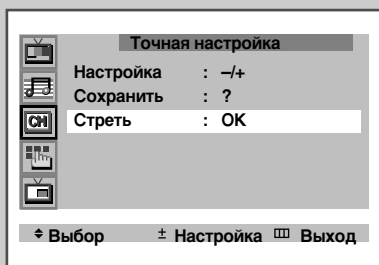 Точная настройка
Настройка : –/+
Сохранить : ?
CH Стреть : OK
Выбор ± Настройка Выход